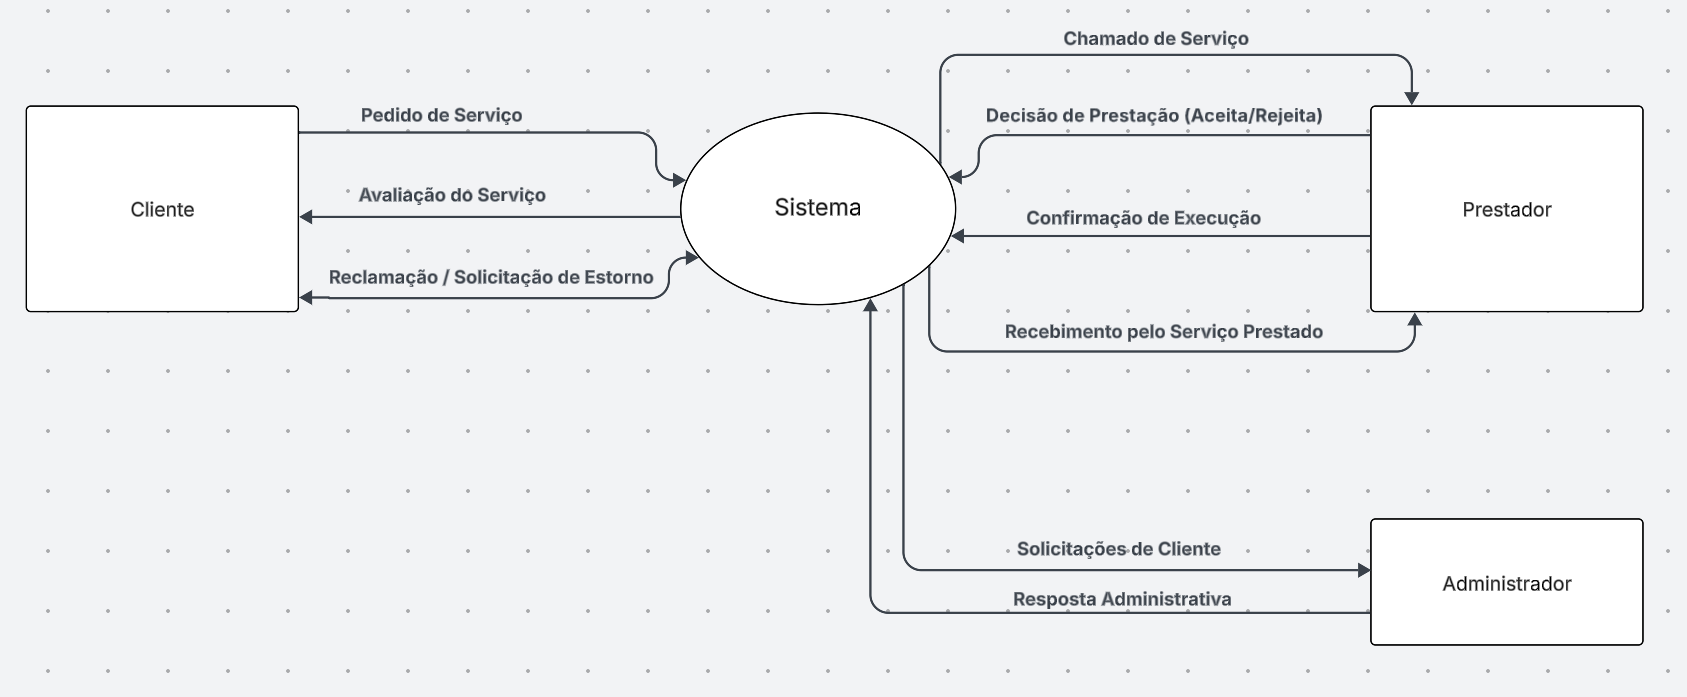 Chamado de Serviço
Pedido de Serviço
Decisão de Prestação (Aceita/Rejeita)
Avaliação do Serviço
Cliente
Sistema
Prestador
Confirmação de Execução
Reclamação / Solicitação de Estorno
Recebimento pelo Serviço Prestado
Solicitações de Cliente
Administrador
Resposta Administrativa